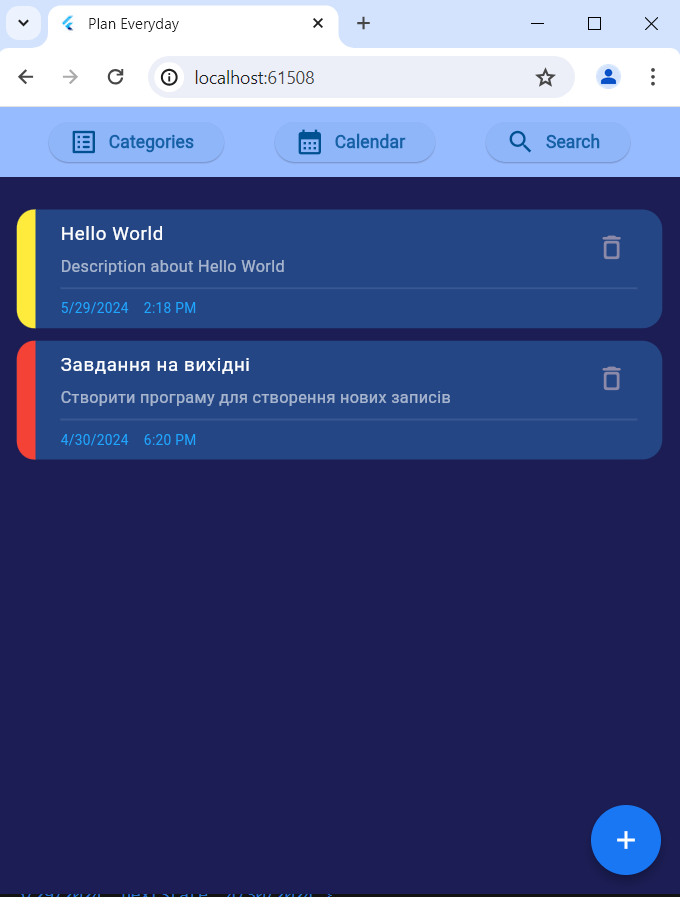 Plan Everyday
localhost:61508
Categories Calendar Search
Hello World
Description about Hello World
5/29/2024 2:18 PM
Завдання на вихідні
Створити програму для створення нових записів
4/30/2024 6:20 PM